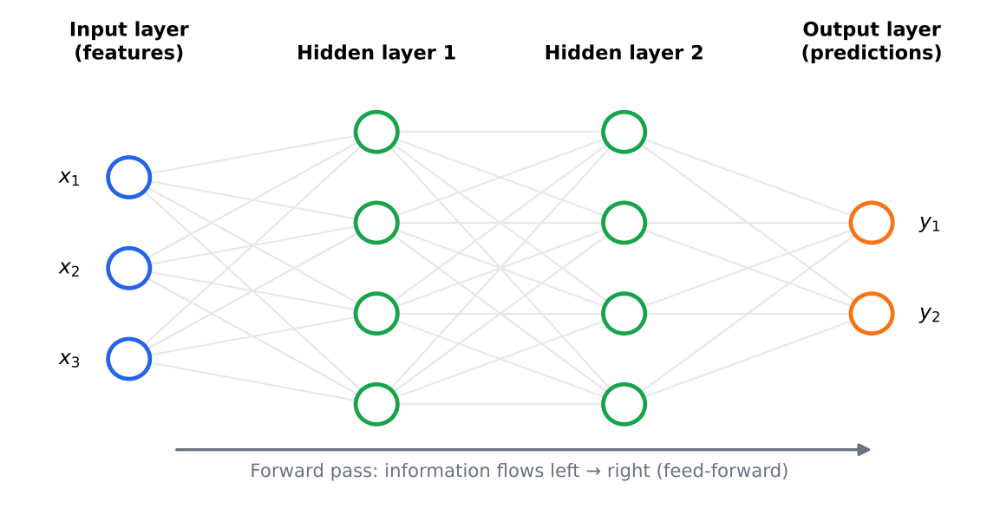 Input layer
(features)
Hidden layer 1
Hidden layer 2
Output layer
(predictions)
x₁
x₂
x₃
y₁
y₂
Forward pass: information flows left → right (feed-forward)